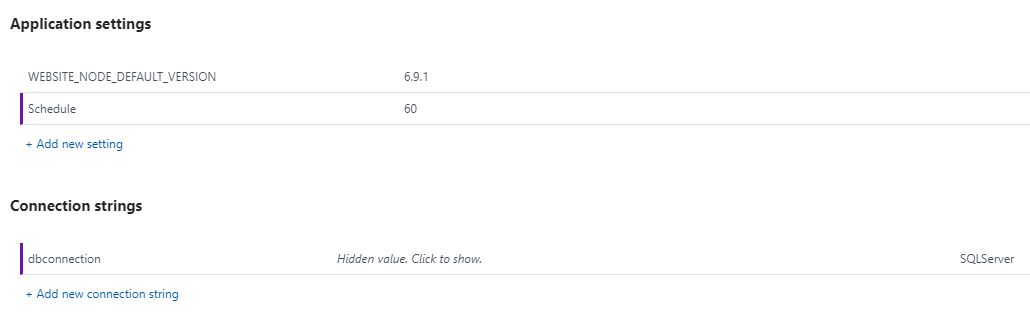 Application settings
WEBSITE_NODE_DEFAULT_VERSION 6.9.1
Schedule 60
+ Add new setting
Connection strings
dbconnection Hidden value. Click to show. SQLServer
+ Add new connection string